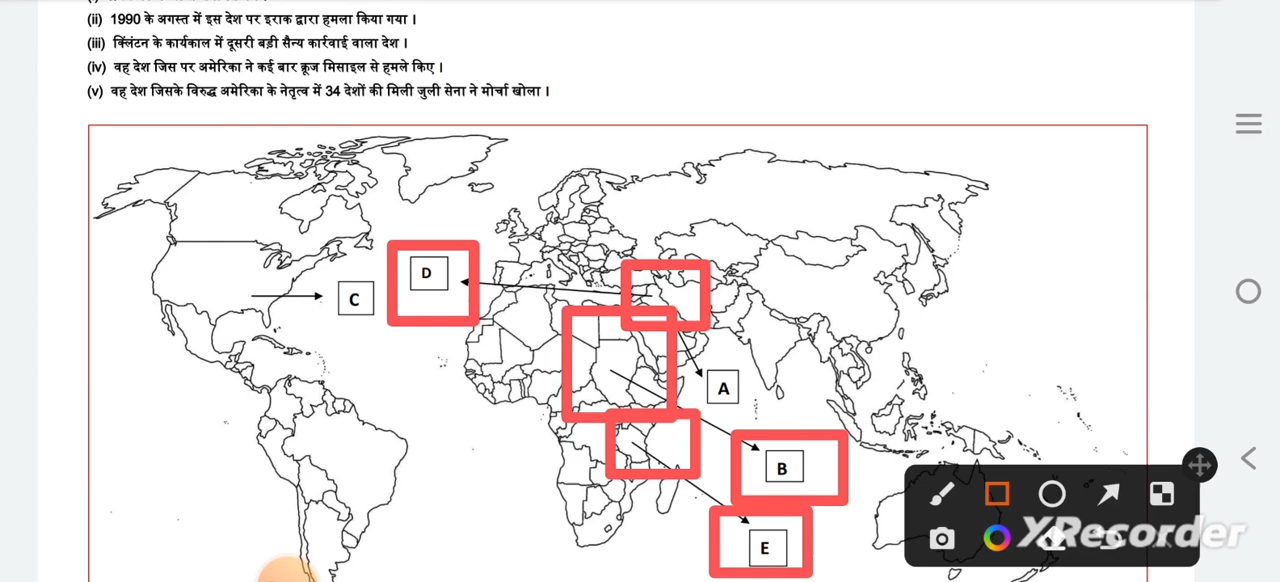 (ii) 1990 के अगस्त में इस देश पर इराक द्वारा हमला किया गया ।
(iii) क्लिंटन के कार्यकाल में दूसरी बड़ी सैन्य कार्रवाई वाला देश ।
(iv) वह देश जिस पर अमेरिका ने कई बार क्रूज मिसाइल से हमले किए ।
(v) वह देश जिसके विरुद्ध अमेरिका के नेतृत्व में 34 देशों की मिली जुली सेना ने मोर्चा खोला ।
D
C
A
B
E
XRecorder